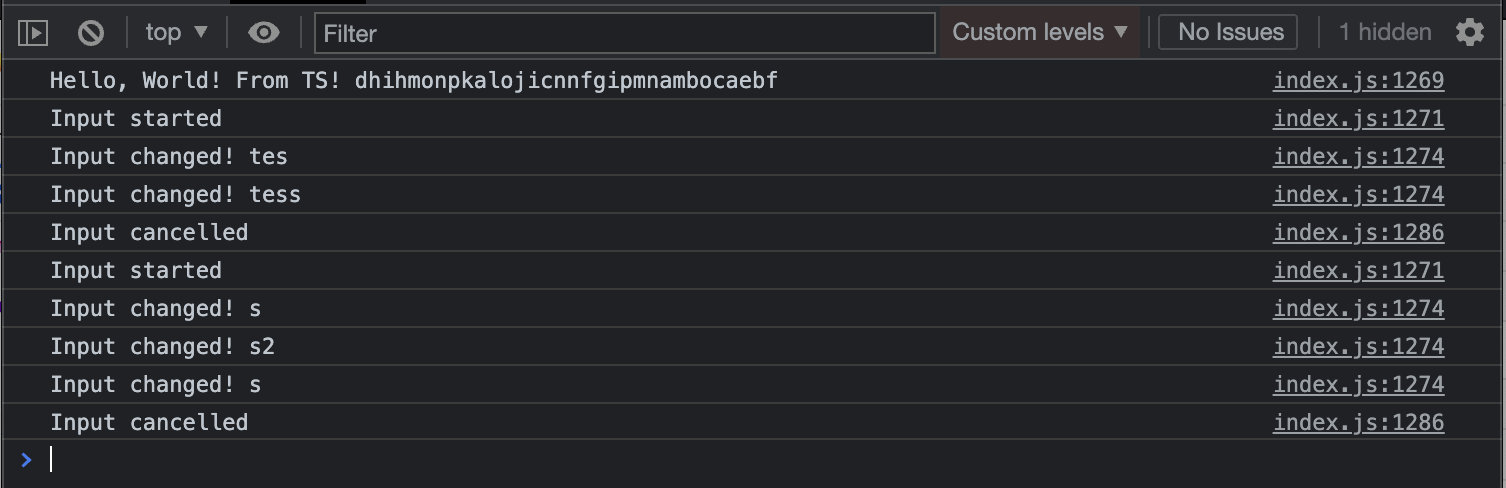 top ▼ Filter Custom levels ▼ No Issues 1 hidden
Hello, World! From TS! dhihmonpkalojicnnfgipmnambocaebf index.js:1269
Input started index.js:1271
Input changed! tes index.js:1274
Input changed! tess index.js:1274
Input cancelled index.js:1286
Input started index.js:1271
Input changed! s index.js:1274
Input changed! s2 index.js:1274
Input changed! s index.js:1274
Input cancelled index.js:1286
>